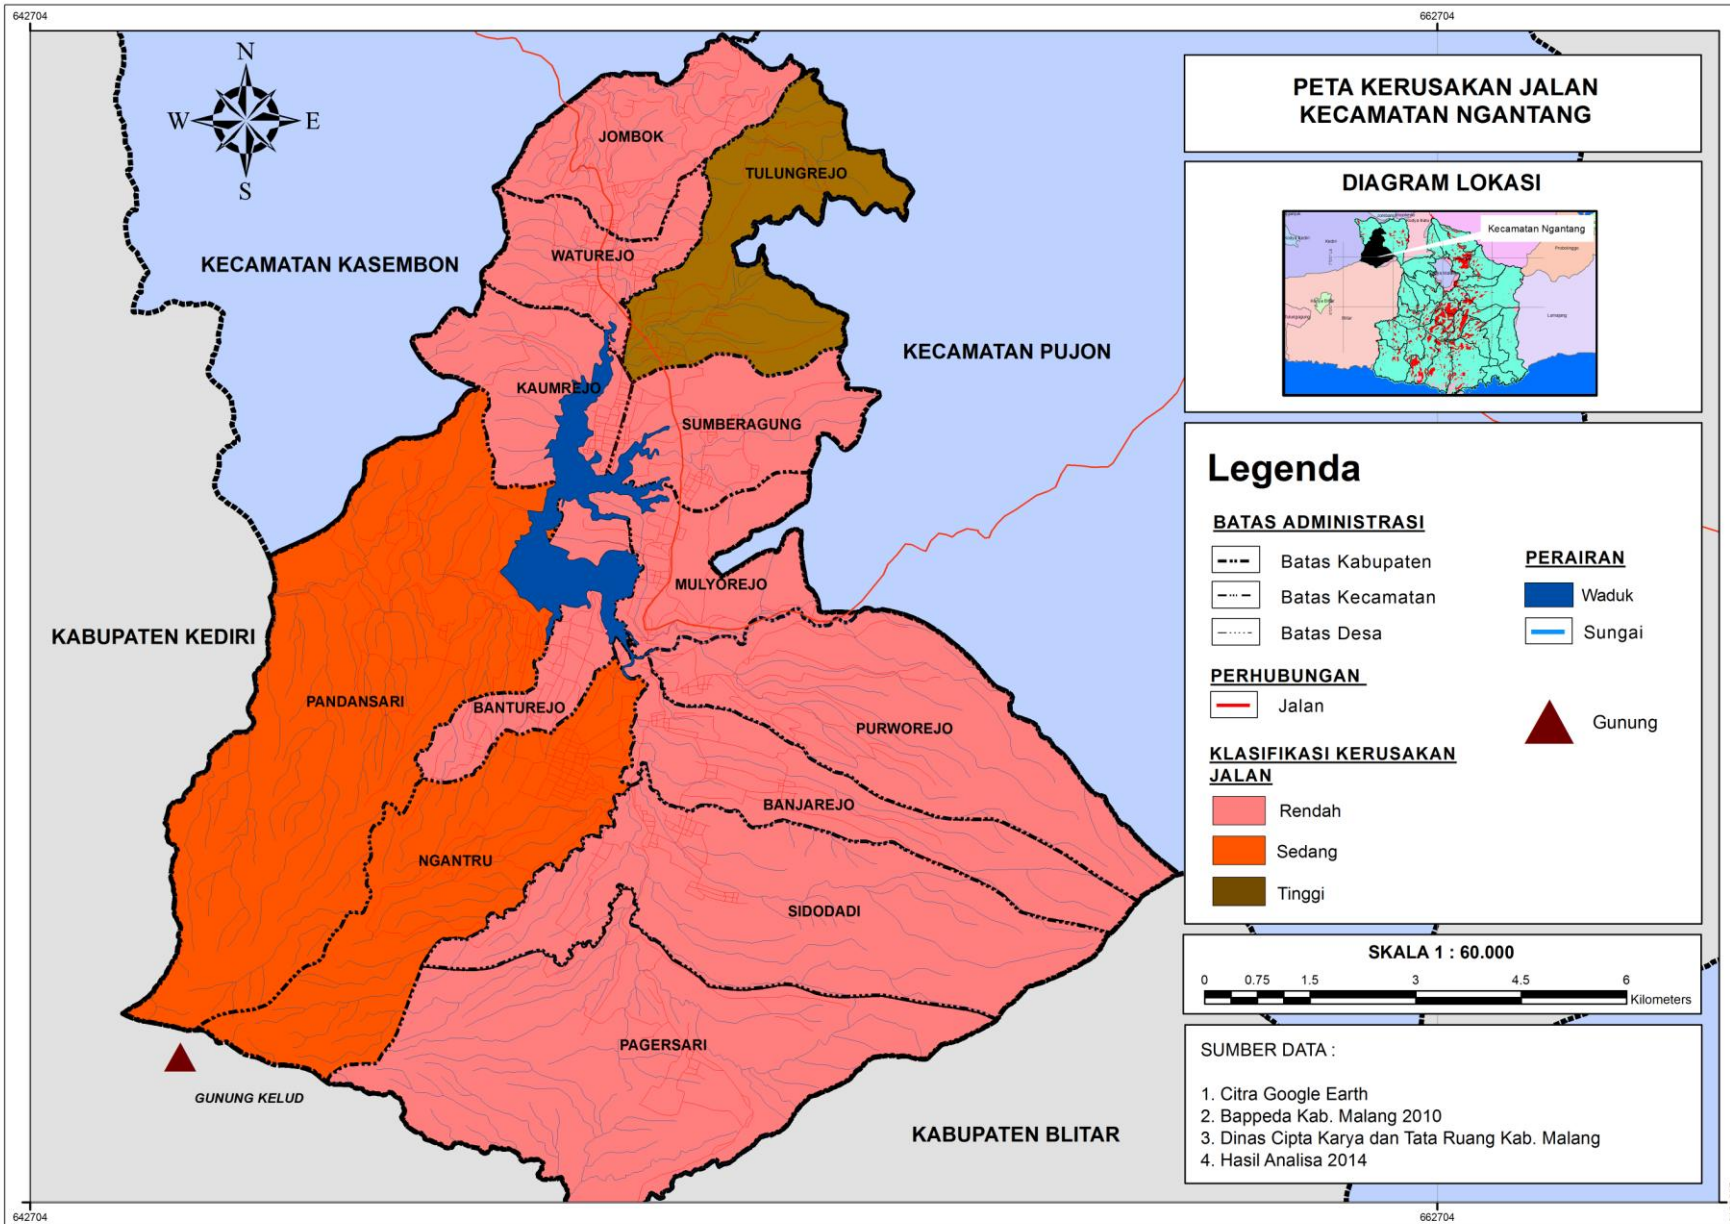 642704
662704
N
W
E
S
PETA KERUSAKAN JALAN
KECAMATAN NGANTANG
DIAGRAM LOKASI
Kecamatan Ngantang
JOMBOK
TULUNGREJO
WATUREJO
KECAMATAN KASEMBON
KECAMATAN PUJON
KAUMREJO
SUMBERAGUNG
MULYOREJO
KABUPATEN KEDIRI
PANDANSARI
BANTUREJO
PURWOREJO
BANJAREJO
NGANTRU
SIDODADI
PAGERSARI
GUNUNG KELUD
KABUPATEN BLITAR
Legenda
BATAS ADMINISTRASI
Batas Kabupaten
Batas Kecamatan
Batas Desa
PERHUBUNGAN
Jalan
KLASIFIKASI KERUSAKAN
JALAN
Rendah
Sedang
Tinggi
PERAIRAN
Waduk
Sungai
Gunung
SKALA 1 : 60.000
0 0.75 1.5 3 4.5 6
Kilometers
SUMBER DATA :
1. Citra Google Earth
2. Bappeda Kab. Malang 2010
3. Dinas Cipta Karya dan Tata Ruang Kab. Malang
4. Hasil Analisa 2014
642704
662704